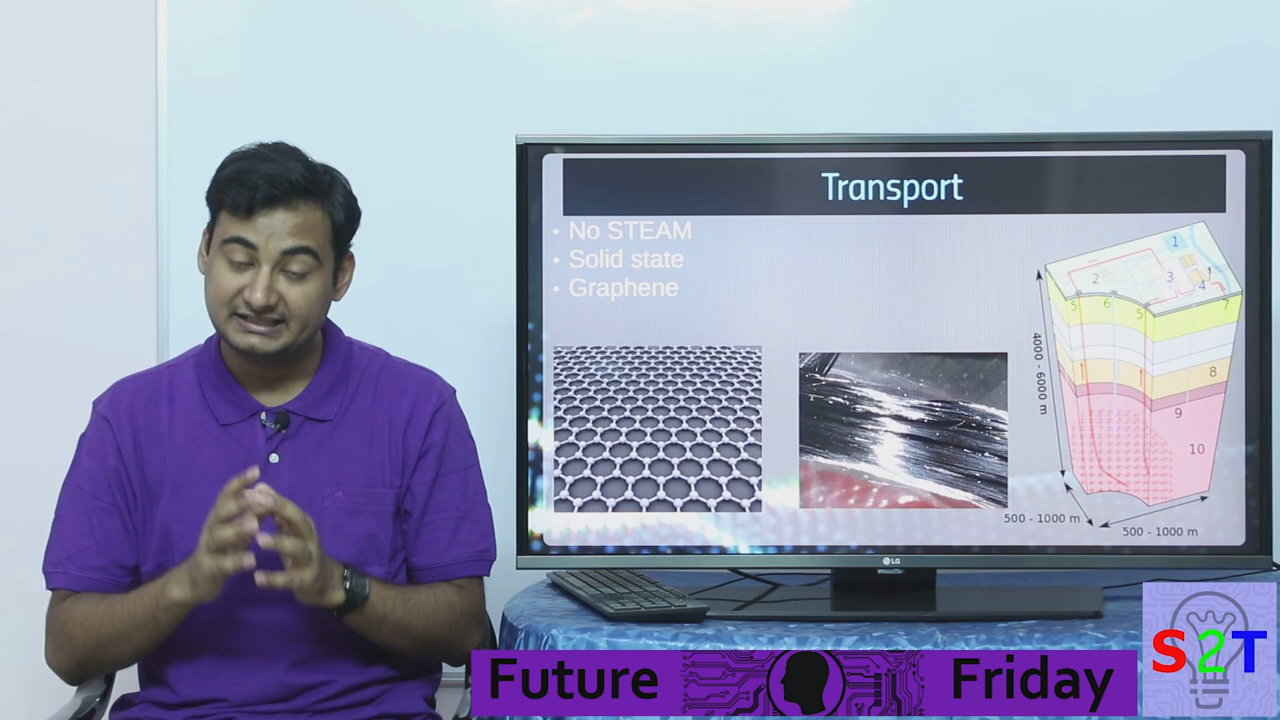 Transport
• No STEAM
• Solid state
• Graphene
1
2
3
4
5
6
5
7
8
9
10
4000 - 6000 m
500 - 1000 m
500 - 1000 m
LG
Future Friday
S2T